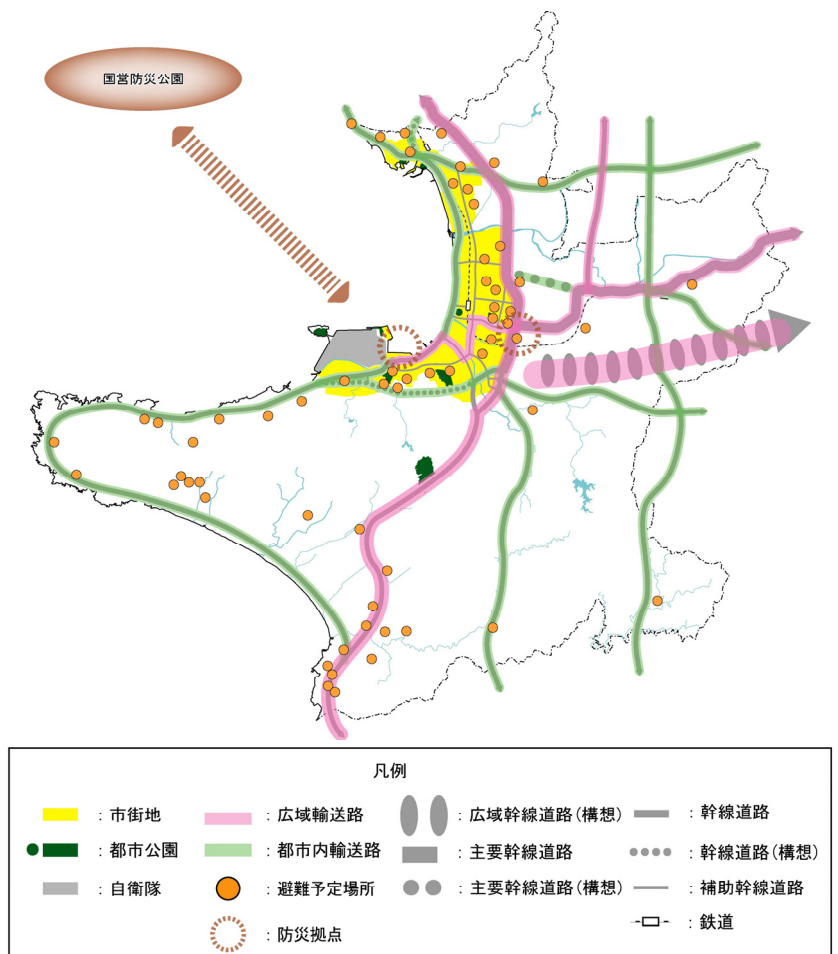 国営防災公園
凡例
：市街地
：広域輸送路
：広域幹線道路(構想)
：幹線道路
：都市公園
：都市内輸送路
：主要幹線道路
：幹線道路(構想)
：自衛隊
：避難予定場所
：主要幹線道路(構想)
：補助幹線道路
：防災拠点
：鉄道